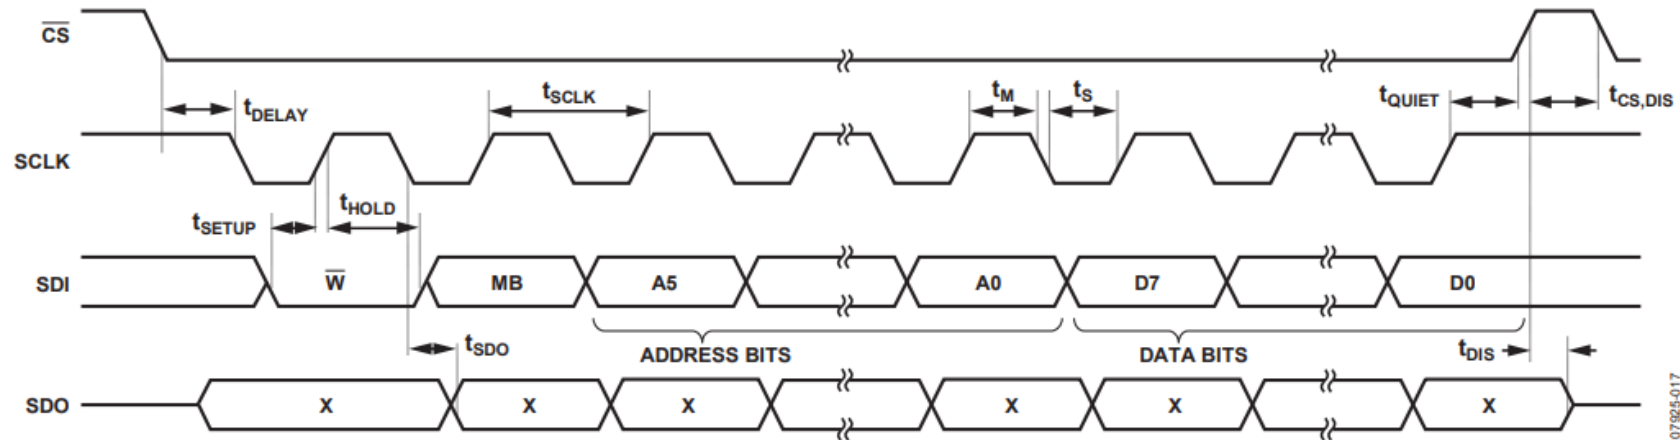 CS
tDELAY tSCLK tM tS tQUIET tCS,DIS
SCLK
tSETUP tHOLD
SDI W MB A5 A0 D7 D0
tSDO ADDRESS BITS DATA BITS tDIS
SDO X X X X X X
07925-017